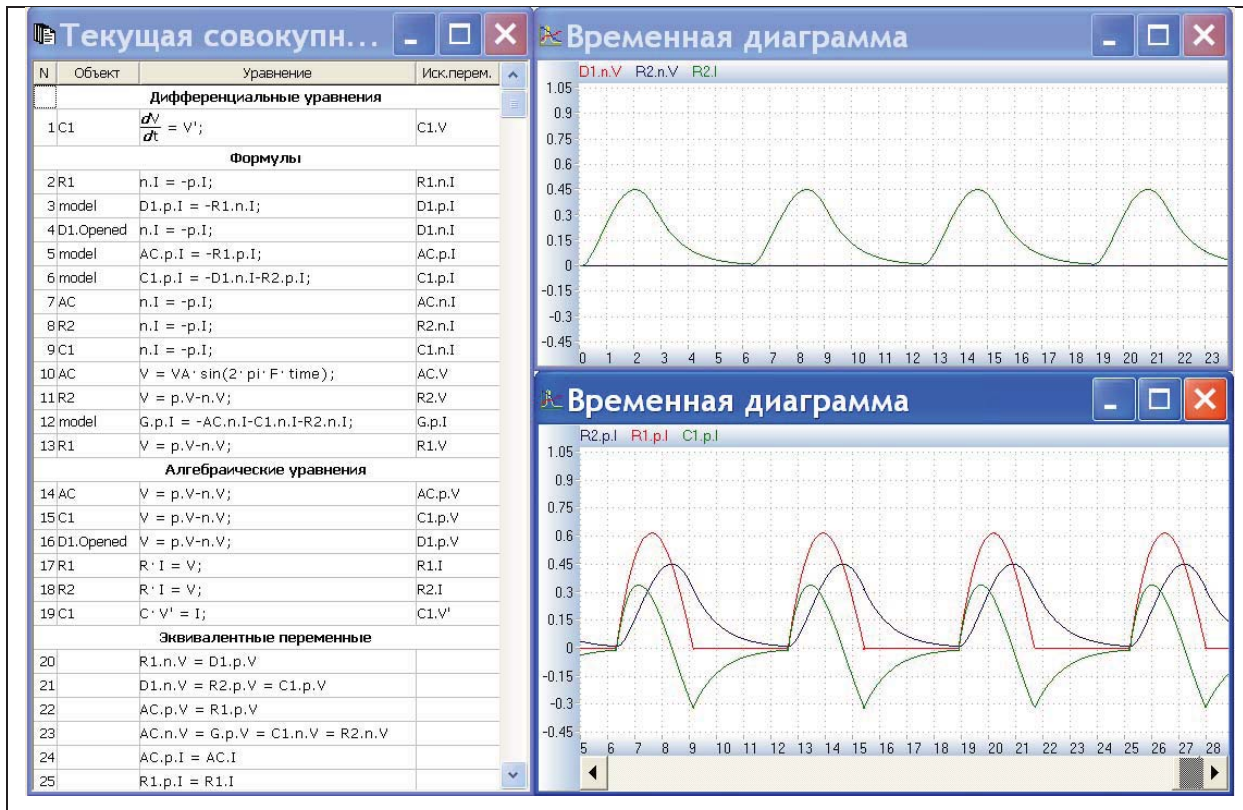 Текущая совокупн...
N Объект Уравнение Иск.перем.
Дифференциальные уравнения
1 C1 dV/dt = V'; C1.V
Формулы
2 R1 n.I = -p.I; R1.n.I
3 model D1.p.I = -R1.n.I; D1.p.I
4 D1.Opened n.I = -p.I; D1.n.I
5 model AC.p.I = -R1.p.I; AC.p.I
6 model C1.p.I = -D1.n.I-R2.p.I; C1.p.I
7 AC n.I = -p.I; AC.n.I
8 R2 n.I = -p.I; R2.n.I
9 C1 n.I = -p.I; C1.n.I
10 AC V = VA· sin(2· pi· F· time); AC.V
11 R2 V = p.V-n.V; R2.V
12 model G.p.I = -AC.n.I-C1.n.I-R2.n.I; G.p.I
13 R1 V = p.V-n.V; R1.V
Алгебраические уравнения
14 AC V = p.V-n.V; AC.p.V
15 C1 V = p.V-n.V; C1.p.V
16 D1.Opened V = p.V-n.V; D1.p.V
17 R1 R· I = V; R1.I
18 R2 R· I = V; R2.I
19 C1 C· V' = I; C1.V'
Эквивалентные переменные
20 R1.n.V = D1.p.V
21 D1.n.V = R2.p.V = C1.p.V
22 AC.p.V = R1.p.V
23 AC.n.V = G.p.V = C1.n.V = R2.n.V
24 AC.p.I = AC.I
25 R1.p.I = R1.I
Временная диаграмма
D1.n.V R2.n.V R2.I
1.05
0.9
0.75
0.6
0.45
0.3
0.15
0
-0.15
-0.3
-0.45
0 1 2 3 4 5 6 7 8 9 10 11 12 13 14 15 16 17 18 19 20 21 22 23
Временная диаграмма
R2.p.I R1.p.I C1.p.I
1.05
0.9
0.75
0.6
0.45
0.3
0.15
0
-0.15
-0.3
-0.45
5 6 7 8 9 10 11 12 13 14 15 16 17 18 19 20 21 22 23 24 25 26 27 28